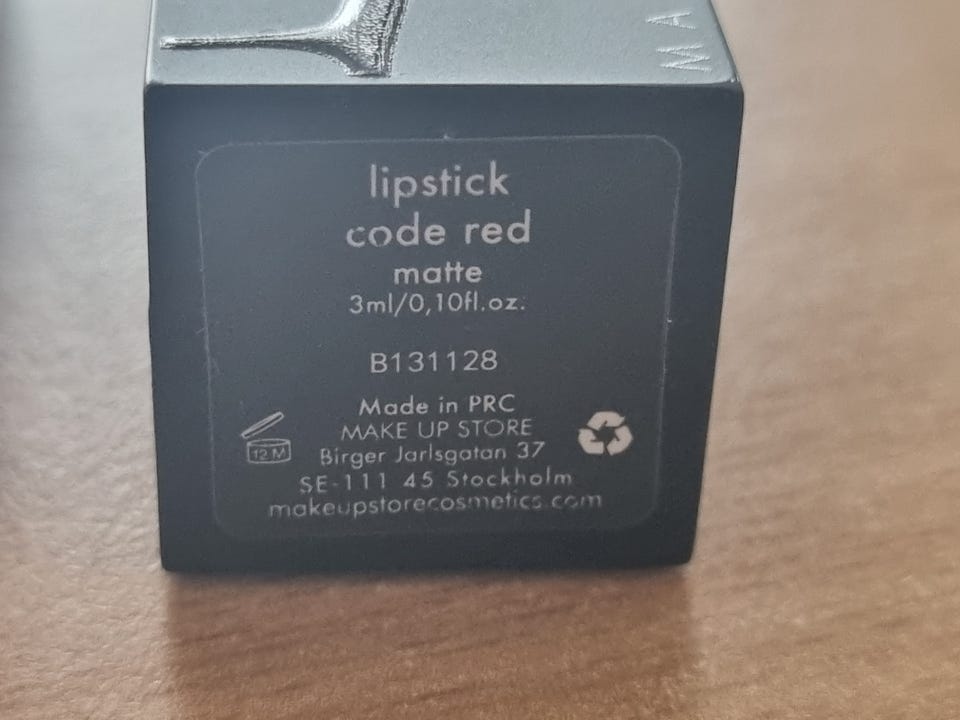 MA
lipstick
code red
matte
3ml/0,10fl.oz.
B131128
Made in PRC
MAKE UP STORE
12 M
Birger Jarlsgatan 37
SE-111 45 Stockholm
makeupstorecosmetics.com